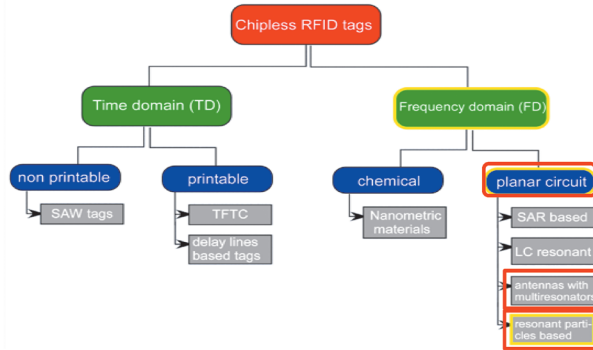 Chipless RFID tags
Time domain (TD)
Frequency domain (FD)
non printable
printable
chemical
planar circuit
SAW tags
TFTC
delay lines
based tags
Nanometric
materials
SAR based
LC resonant
antennas with
multiresonators
resonant parti-
cles based